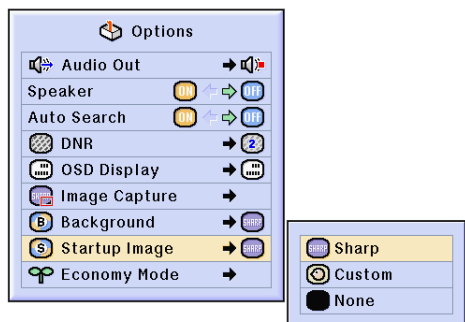 Options
Audio Out
Speaker ON OFF
Auto Search ON OFF
DNR 2
OSD Display
Image Capture SHARP
B Background SHARP
S Startup Image SHARP
Economy Mode
SHARP Sharp
Custom
None